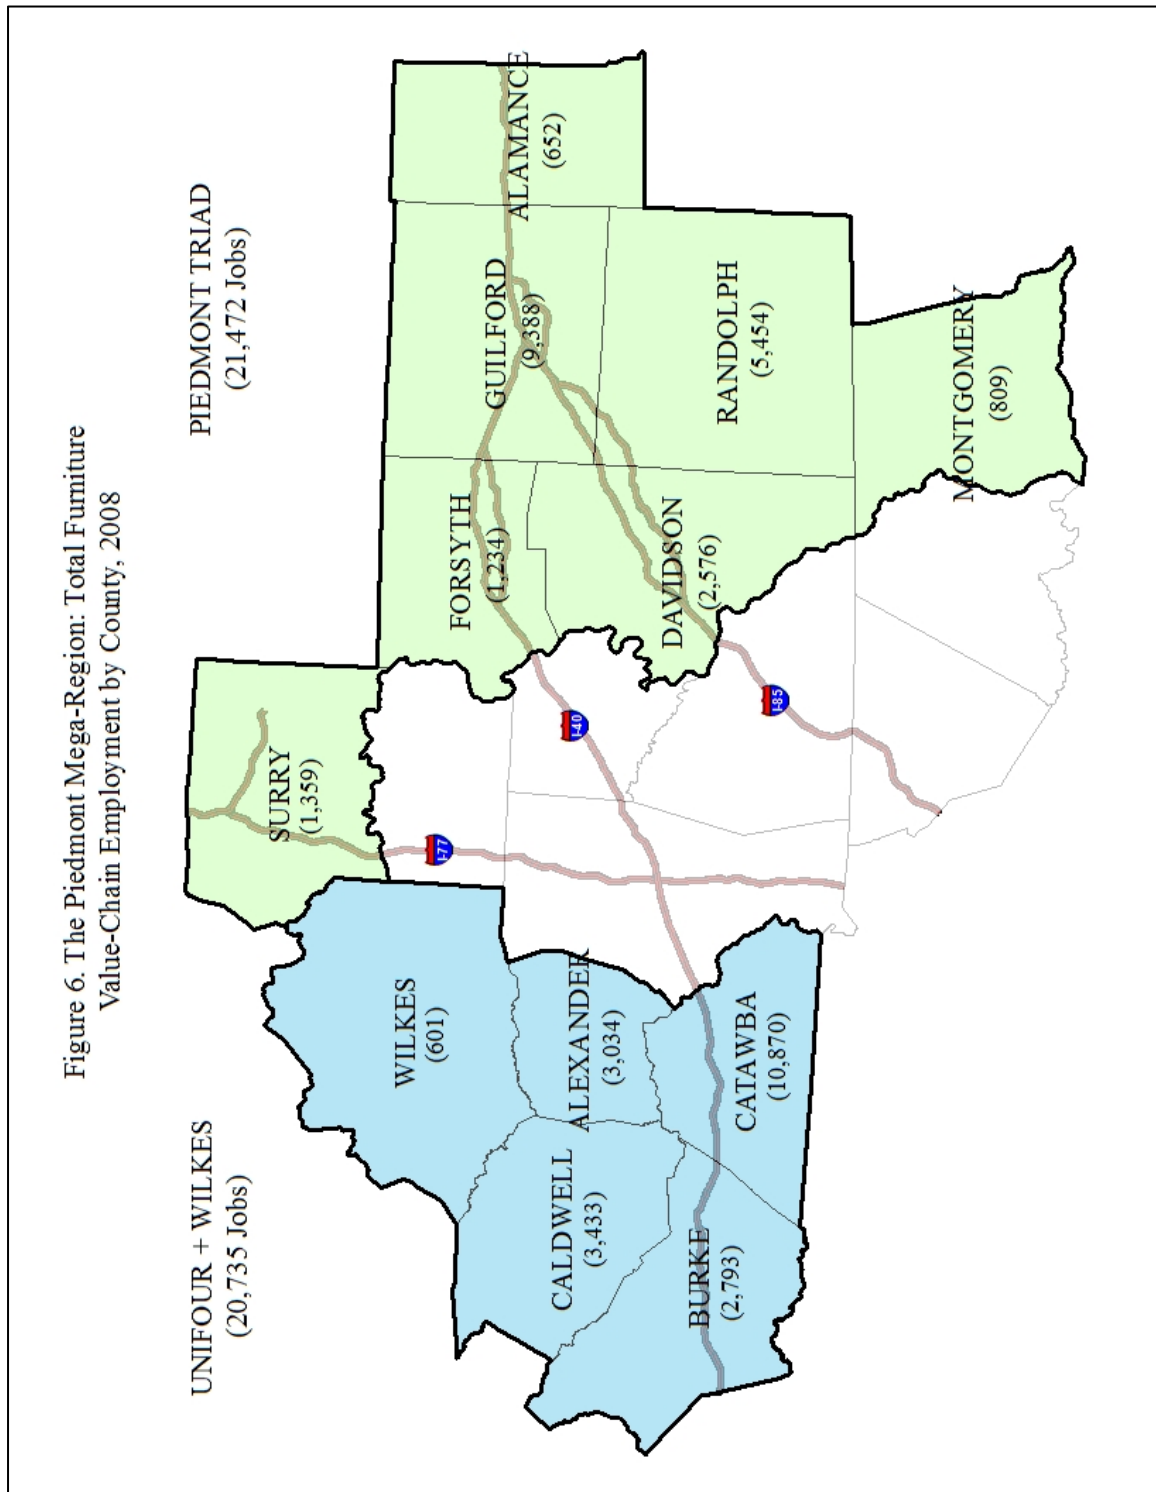 Figure 6. The Piedmont Mega-Region: Total Furniture
Value-Chain Employment by County, 2008
UNIFOUR + WILKES
(20,735 Jobs)
PIEDMONT TRIAD
(21,472 Jobs)
SURRY
(1,359)
WILKES
(601)
I-77
FORSYTH
(1,234)
GUILFORD
(9,388)
ALAMANCE
(652)
CALDWELL
(3,433)
ALEXANDER
(3,034)
I-40
BURKE
(2,793)
CATAWBA
(10,870)
DAVIDSON
(2,576)
RANDOLPH
(5,454)
I-85
MONTGOMERY
(809)